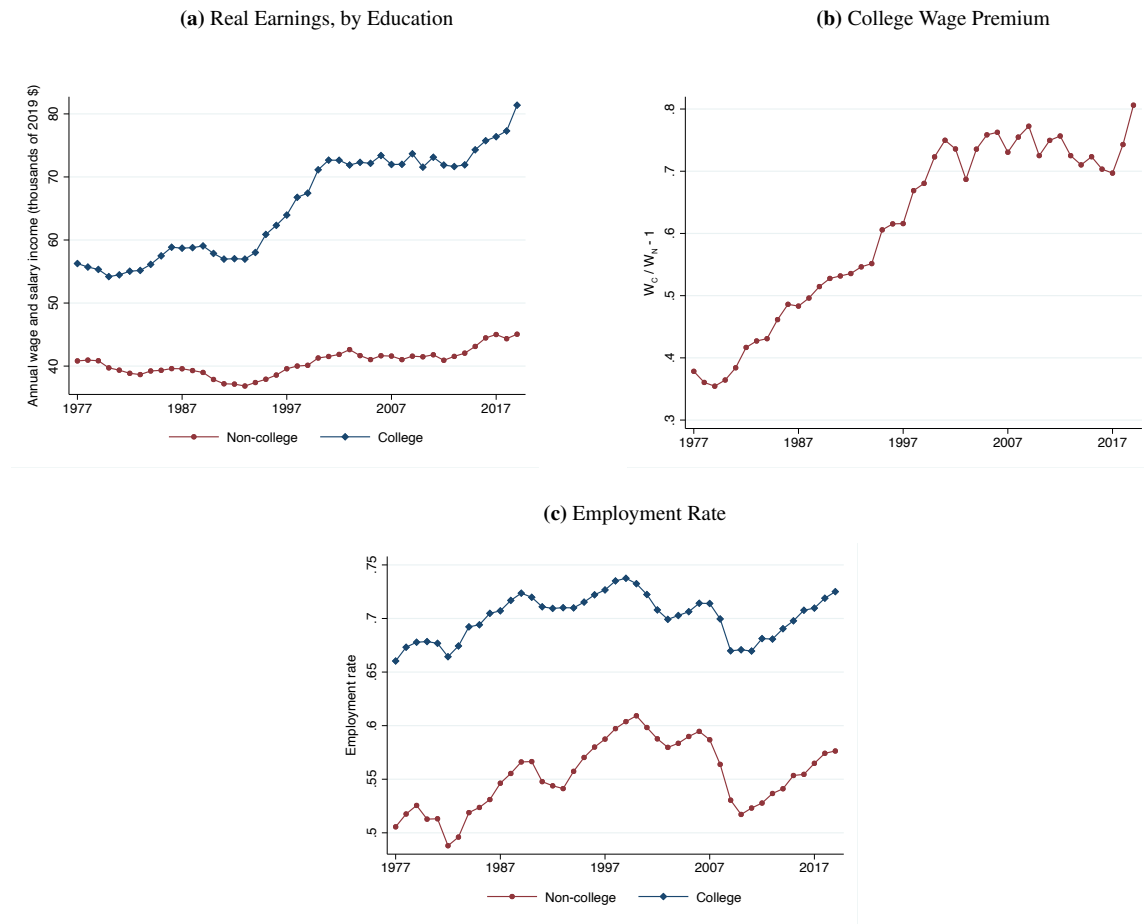 (a) Real Earnings, by Education
(b) College Wage Premium
Annual wage and salary income (thousands of 2019 $)
80
70
60
50
40
1977 1987 1997 2007 2017
Non-college College
W_C / W_N - 1
.8
.7
.6
.5
.4
.3
1977 1987 1997 2007 2017
(c) Employment Rate
Employment rate
.75
.7
.65
.6
.55
.5
1977 1987 1997 2007 2017
Non-college College